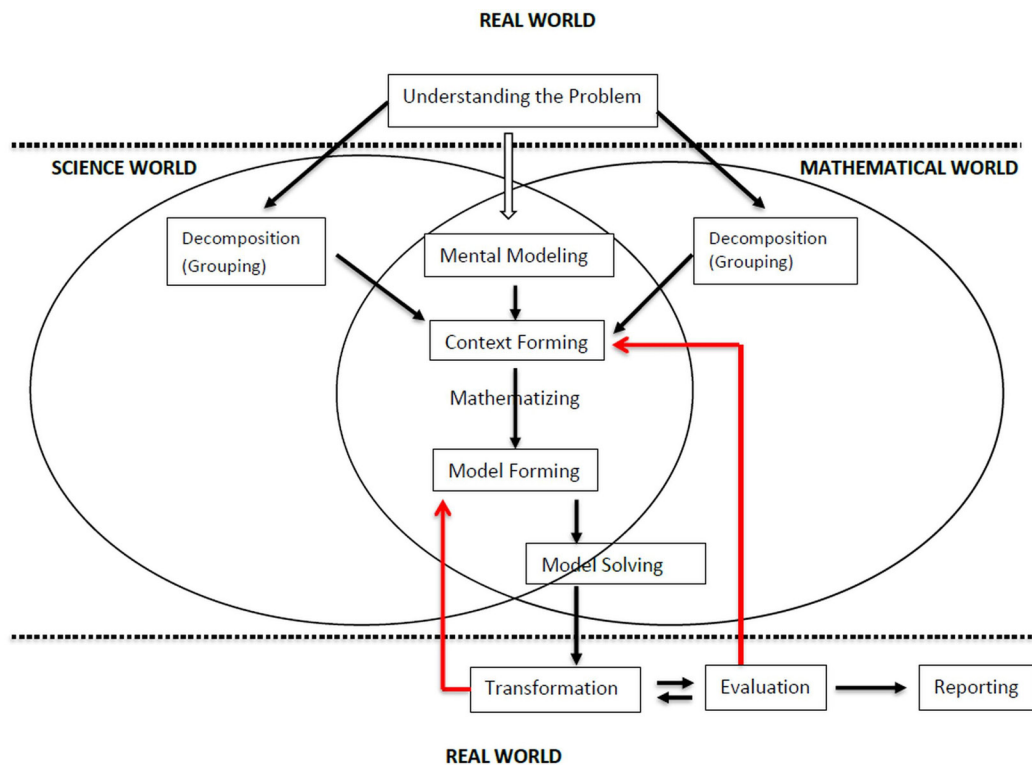 REAL WORLD
Understanding the Problem
SCIENCE WORLD
MATHEMATICAL WORLD
Decomposition
(Grouping)
Mental Modeling
Decomposition
(Grouping)
Context Forming
Mathematizing
Model Forming
Model Solving
Transformation
Evaluation
Reporting
REAL WORLD